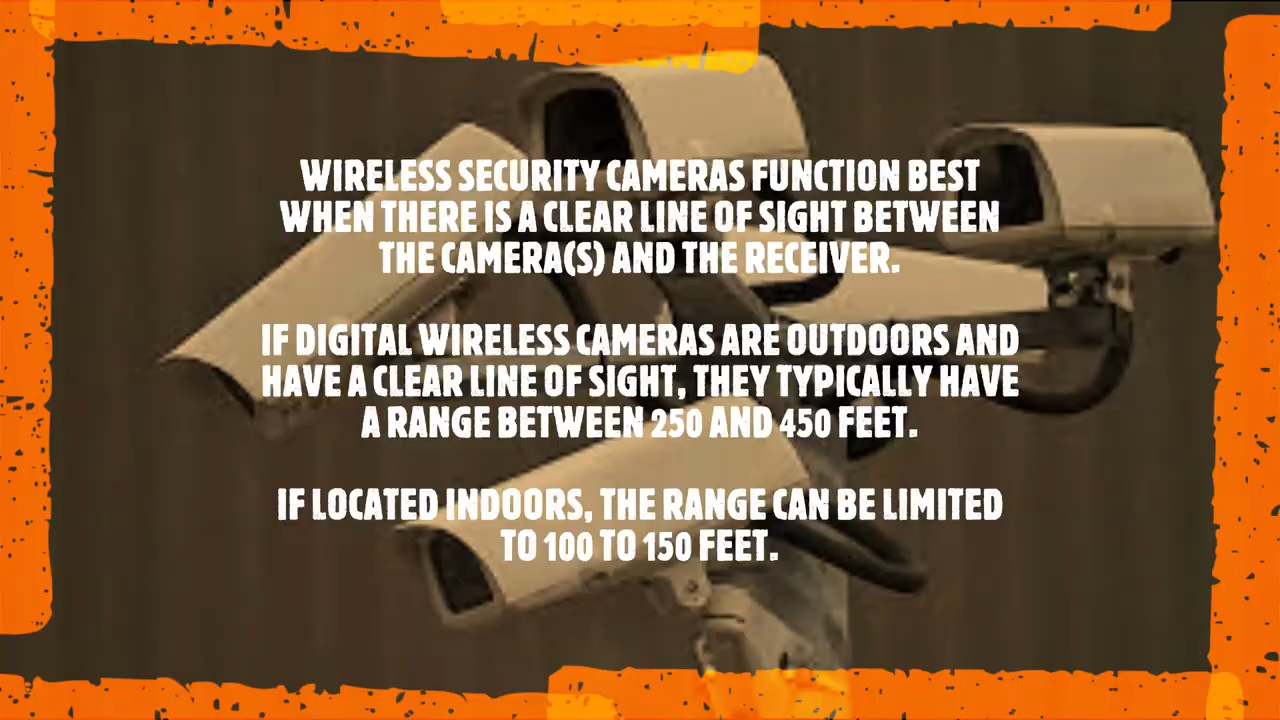 WIRELESS SECURITY CAMERAS FUNCTION BEST
WHEN THERE IS A CLEAR LINE OF SIGHT BETWEEN
THE CAMERA(S) AND THE RECEIVER.
IF DIGITAL WIRELESS CAMERAS ARE OUTDOORS AND
HAVE A CLEAR LINE OF SIGHT, THEY TYPICALLY HAVE
A RANGE BETWEEN 250 AND 450 FEET.
IF LOCATED INDOORS, THE RANGE CAN BE LIMITED
TO 100 TO 150 FEET.